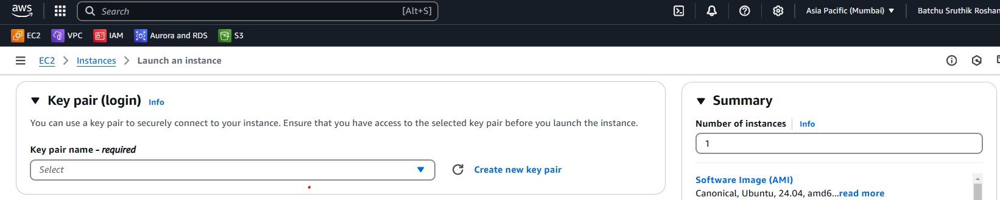 aws
Search [Alt+S]
Asia Pacific (Mumbai)
Batchu Sruthik Roshan
EC2
VPC
IAM
Aurora and RDS
S3
EC2 > Instances > Launch an instance
Key pair (login) Info
You can use a key pair to securely connect to your instance. Ensure that you have access to the selected key pair before you launch the instance.
Key pair name - required
Select
Create new key pair
Summary
Number of instances Info
1
Software Image (AMI)
Canonical, Ubuntu, 24.04, amd6...read more